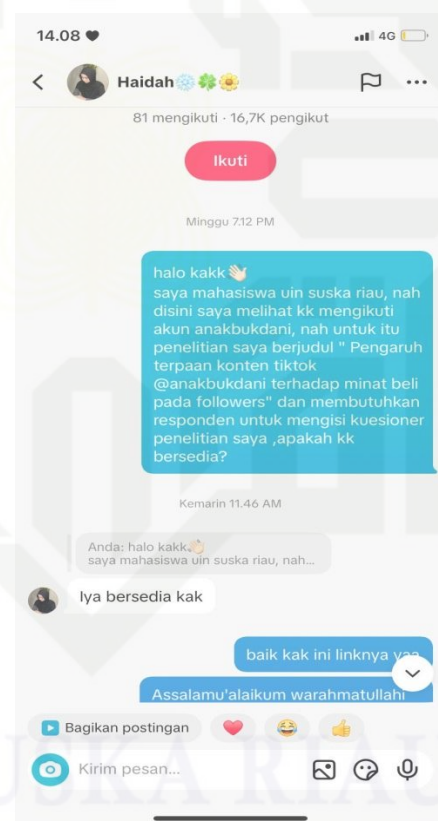 14.08
4G
Haidah
81 mengikuti · 16,7K pengikut
Ikuti
Minggu 7.12 PM
halo kakk👋🏻
saya mahasiswa uin suska riau, nah
disini saya melihat kk mengikuti
akun anakbukdani, nah untuk itu
penelitian saya berjudul " Pengaruh
terpaan konten tiktok
@anakbukdani terhadap minat beli
pada followers" dan membutuhkan
responden untuk mengisi kuesioner
penelitian saya ,apakah kk
bersedia?
Kemarin 11.46 AM
Anda: halo kakk👋🏻
saya mahasiswa uin suska riau, nah...
Iya bersedia kak
baik kak ini linknya yaa
Assalamu'alaikum warahmatullahi
Bagikan postingan
Kirim pesan...
SUSKA RIAU